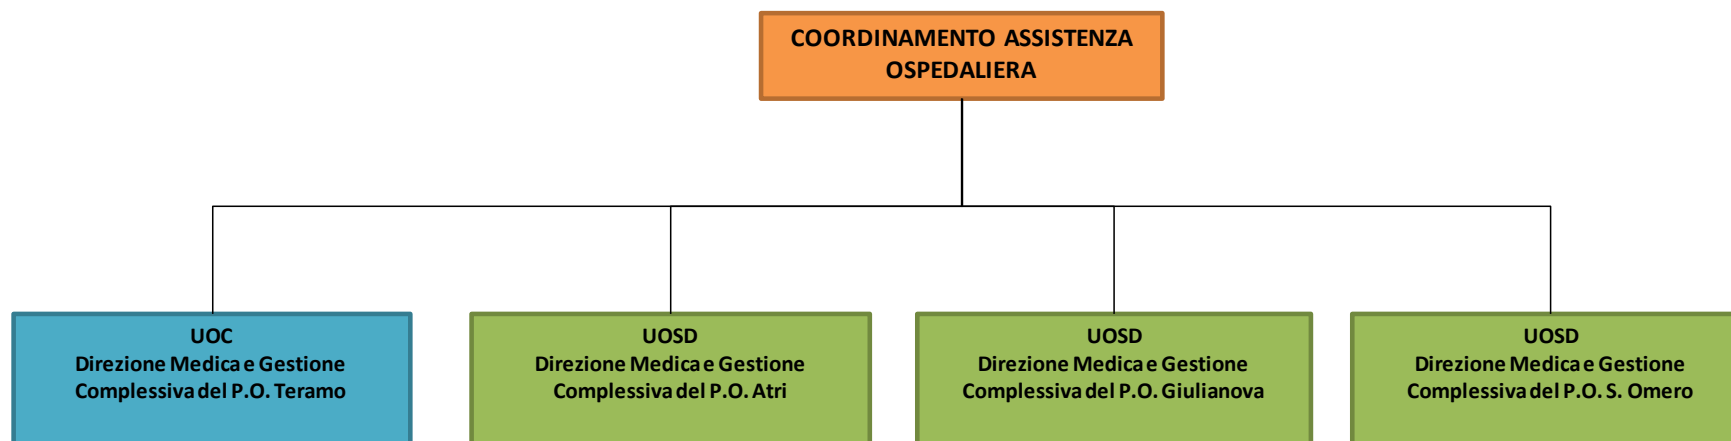 COORDINAMENTO ASSISTENZA
OSPEDALIERA
UOC
Direzione Medica e Gestione
Complessiva del P.O. Teramo
UOSD
Direzione Medica e Gestione
Complessiva del P.O. Atri
UOSD
Direzione Medica e Gestione
Complessiva del P.O. Giulianova
UOSD
Direzione Medica e Gestione
Complessiva del P.O. S. Omero